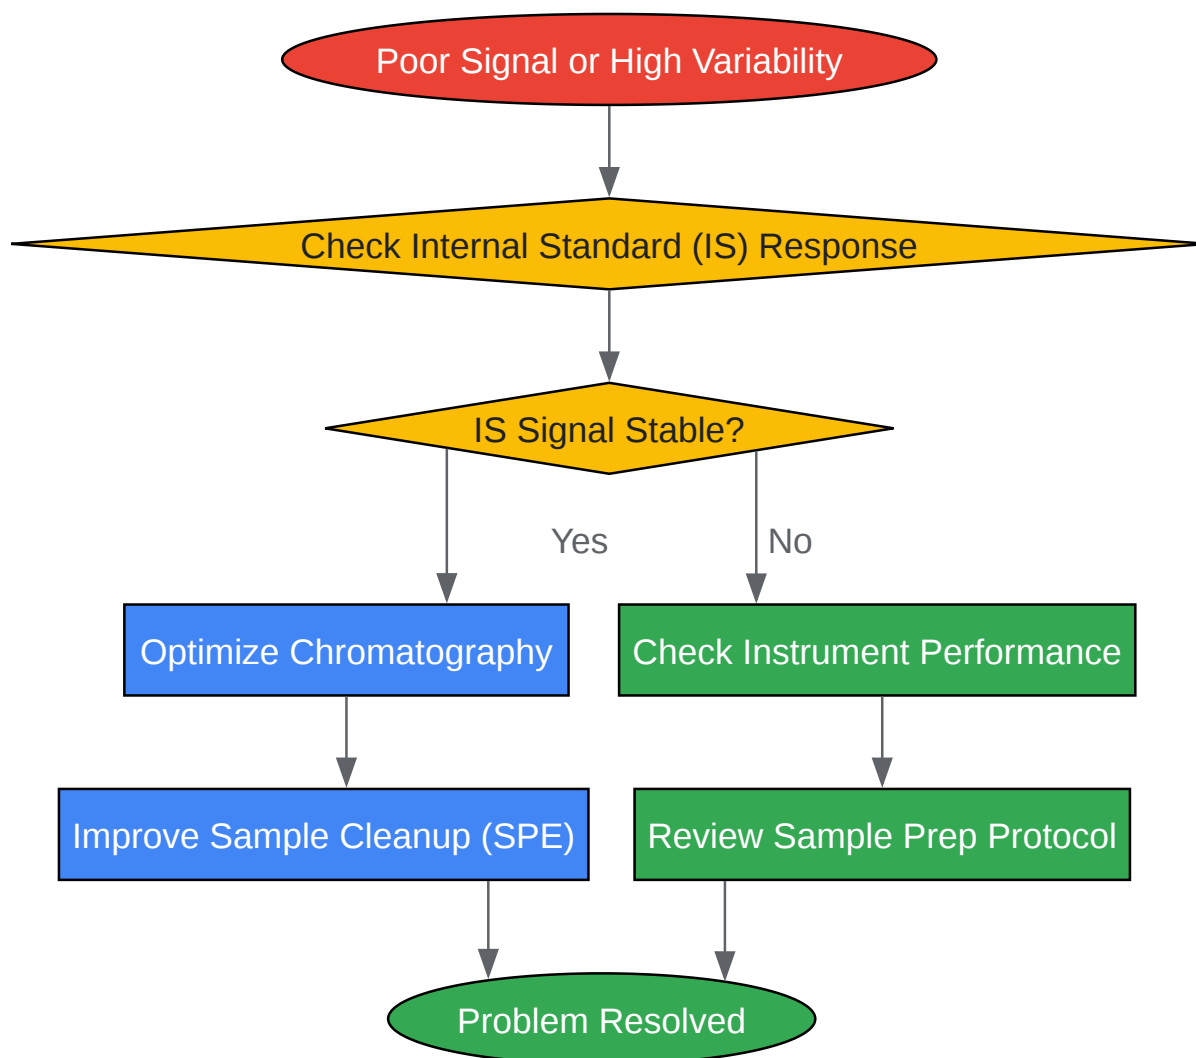 Poor Signal or High Variability
Check Internal Standard (IS) Response
IS Signal Stable?
Yes
No
Optimize Chromatography
Check Instrument Performance
Improve Sample Cleanup (SPE)
Review Sample Prep Protocol
Problem Resolved